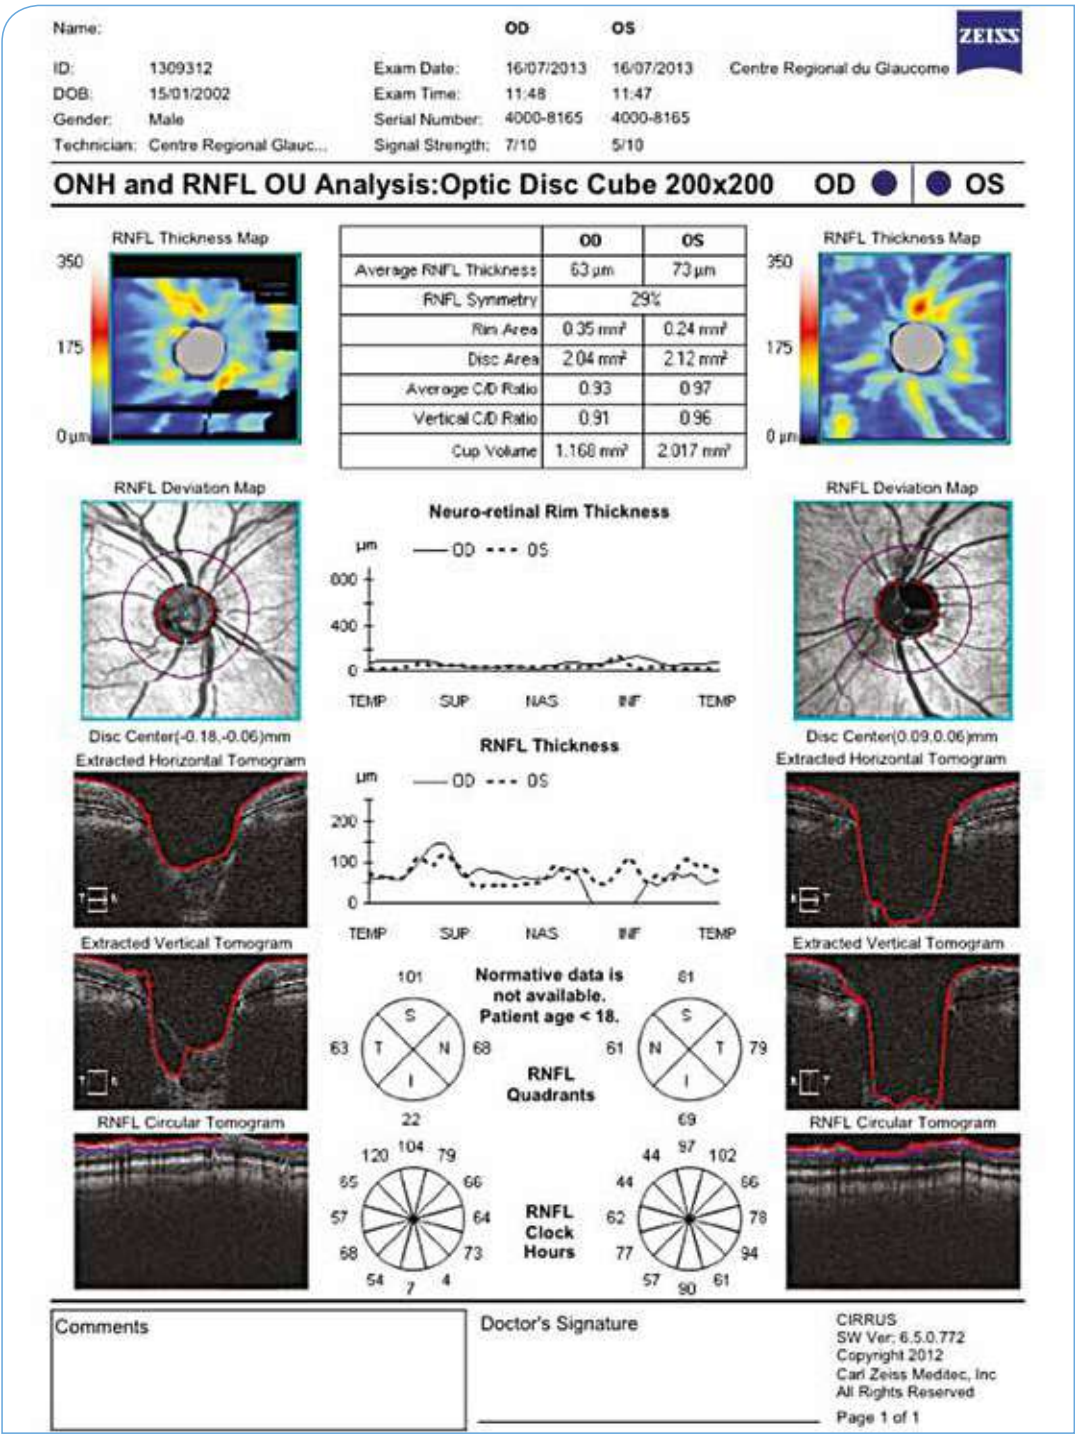 Name: OD OS
ZEISS
ID: 1309312 Exam Date: 16/07/2013 16/07/2013 Centre Regional du Glaucome
DOB: 15/01/2002 Exam Time: 11:48 11:47
Gender: Male Serial Number: 4000-8165 4000-8165
Technician: Centre Regional Glauc... Signal Strength: 7/10 5/10
ONH and RNFL OU Analysis:Optic Disc Cube 200x200 OD OS
RNFL Thickness Map
350
175
0 µm
OD OS
Average RNFL Thickness 63 µm 73 µm
RNFL Symmetry 29%
Rim Area 0.35 mm² 0.24 mm²
Disc Area 2.04 mm² 2.12 mm²
Average C/D Ratio 0.93 0.97
Vertical C/D Ratio 0.91 0.96
Cup Volume 1.168 mm³ 2.017 mm³
RNFL Thickness Map
350
175
0 µm
RNFL Deviation Map
Disc Center(-0.18,-0.06)mm
Neuro-retinal Rim Thickness
µm OD OS
800
400
0
TEMP SUP NAS INF TEMP
RNFL Deviation Map
Disc Center(0.09,0.06)mm
Extracted Horizontal Tomogram
RNFL Thickness
µm OD OS
200
100
0
TEMP SUP NAS INF TEMP
Extracted Horizontal Tomogram
Extracted Vertical Tomogram
Extracted Vertical Tomogram
101
S
63 T N 68
I
22
Normative data is
not available.
Patient age < 18.
RNFL
Quadrants
81
S
61 N T 79
I
69
RNFL Circular Tomogram
RNFL Circular Tomogram
120 104 79
65 66
57 64
68 73
54 7 4
RNFL
Clock
Hours
44 97 102
44 66
62 78
77 94
57 90 61
Comments
Doctor's Signature
CIRRUS
SW Ver: 6.5.0.772
Copyright 2012
Carl Zeiss Meditec, Inc
All Rights Reserved
Page 1 of 1